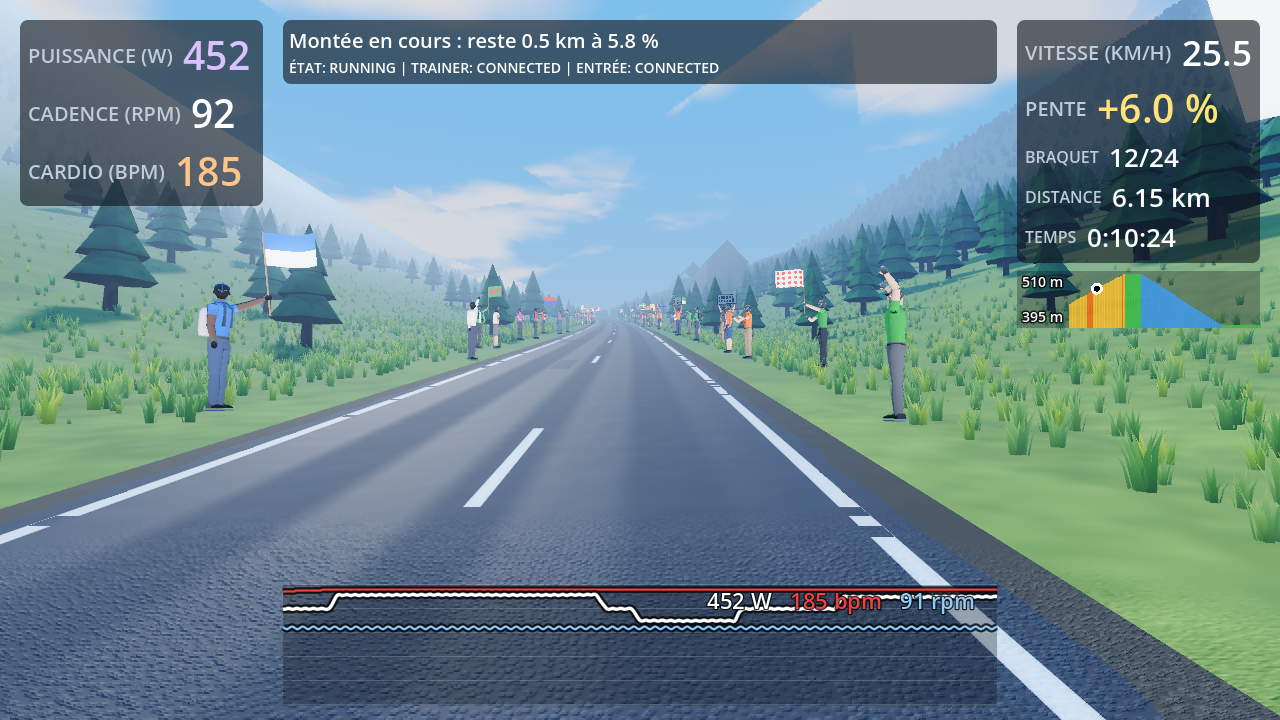 PUISSANCE (W) 452
CADENCE (RPM) 92
CARDIO (BPM) 185
Montée en cours : reste 0.5 km à 5.8 %
ÉTAT: RUNNING | TRAINER: CONNECTED | ENTRÉE: CONNECTED
VITESSE (KM/H) 25.5
PENTE +6.0 %
BRAQUET 12/24
DISTANCE 6.15 km
TEMPS 0:10:24
510 m
395 m
452 W 185 bpm 91 rpm